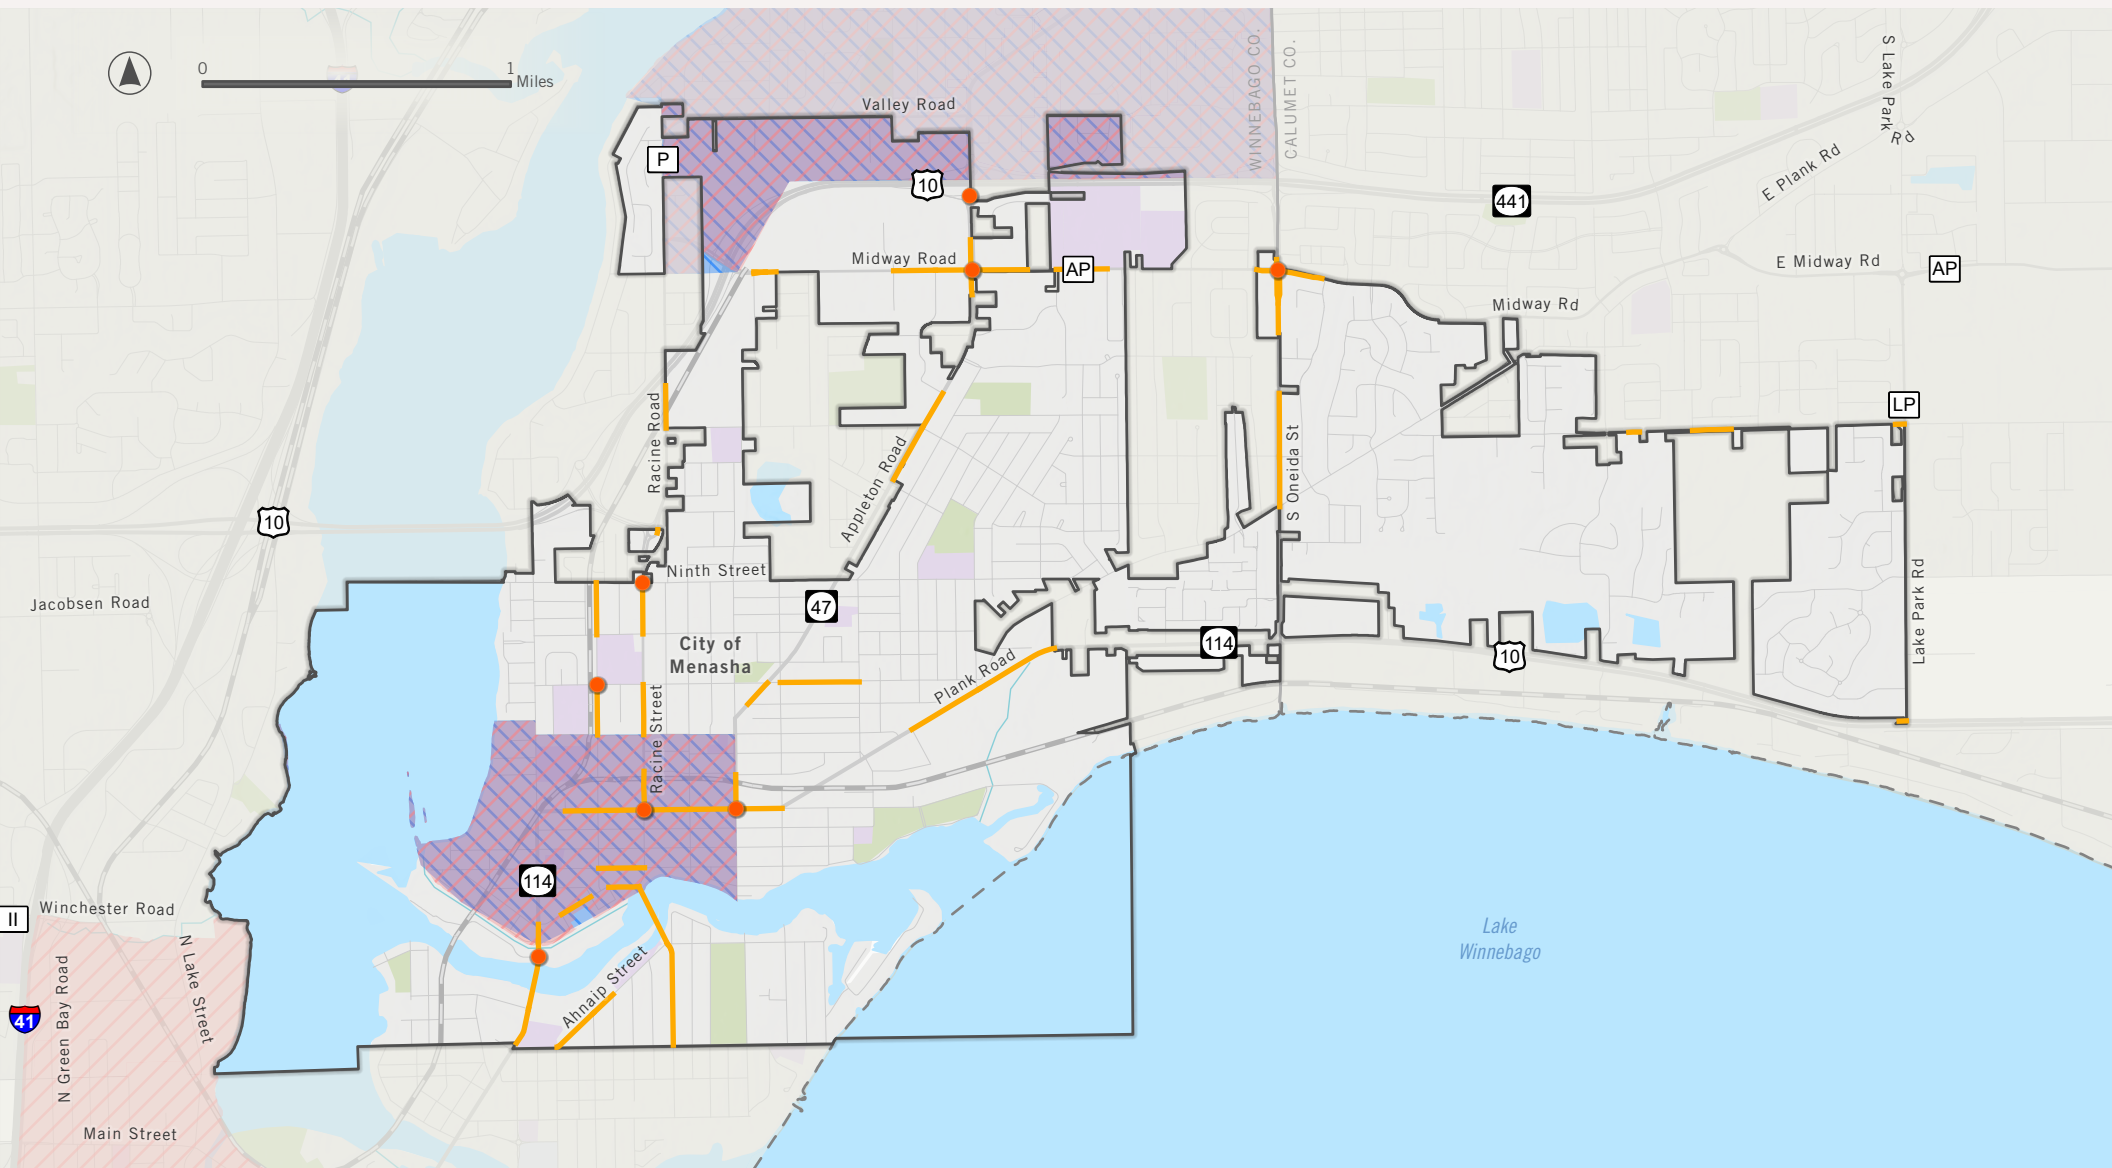 0
1
Miles
Valley Road
WINNEBAGO CO.
CALUMET CO.
S Lake Park
Rd
E Plank Rd
P
10
441
Midway Road
AP
E Midway Rd
AP
Midway Rd
LP
Racine Road
Appleton Road
S Oneida St
10
Ninth Street
Jacobsen Road
47
City of
Menasha
114
Plank Road
10
Lake Park Rd
Racine Street
114
II
Winchester Road
N Lake Street
N Green Bay Road
41
Ahnaip Street
Lake
Winnebago
Main Street